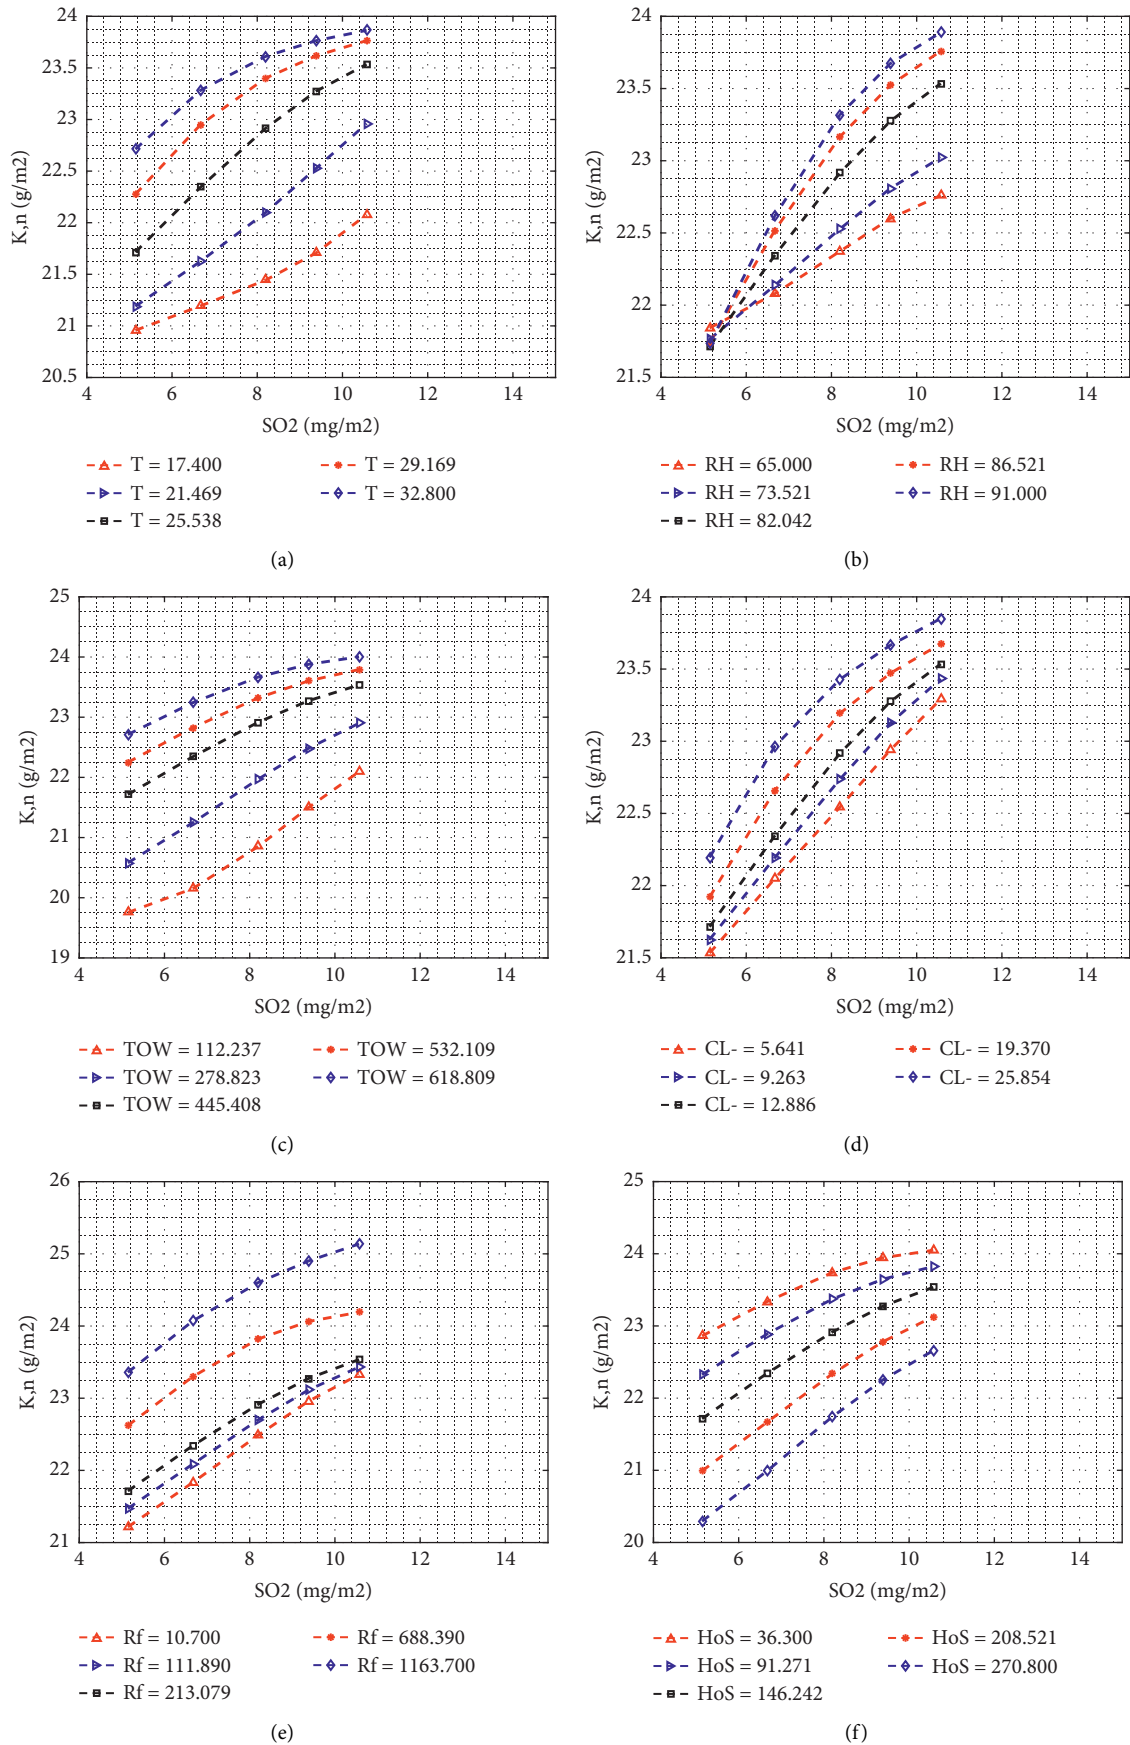 24
23.5
23
22.5
22
21.5
21
20.5
K,n (g/m2)
4 6 8 10 12 14
SO2 (mg/m2)
T = 17.400
T = 21.469
T = 25.538
T = 29.169
T = 32.800
(a)
24
23.5
23
22.5
22
21.5
K,n (g/m2)
4 6 8 10 12 14
SO2 (mg/m2)
RH = 65.000
RH = 73.521
RH = 82.042
RH = 86.521
RH = 91.000
(b)
25
24
23
22
21
20
19
K,n (g/m2)
4 6 8 10 12 14
SO2 (mg/m2)
TOW = 112.237
TOW = 278.823
TOW = 445.408
TOW = 532.109
TOW = 618.809
(c)
24
23.5
23
22.5
22
21.5
K,n (g/m2)
4 6 8 10 12 14
SO2 (mg/m2)
CL- = 5.641
CL- = 9.263
CL- = 12.886
CL- = 19.370
CL- = 25.854
(d)
26
25
24
23
22
21
K,n (g/m2)
4 6 8 10 12 14
SO2 (mg/m2)
Rf = 10.700
Rf = 111.890
Rf = 213.079
Rf = 688.390
Rf = 1163.700
(e)
25
24
23
22
21
20
K,n (g/m2)
4 6 8 10 12 14
SO2 (mg/m2)
HoS = 36.300
HoS = 91.271
HoS = 146.242
HoS = 208.521
HoS = 270.800
(f)